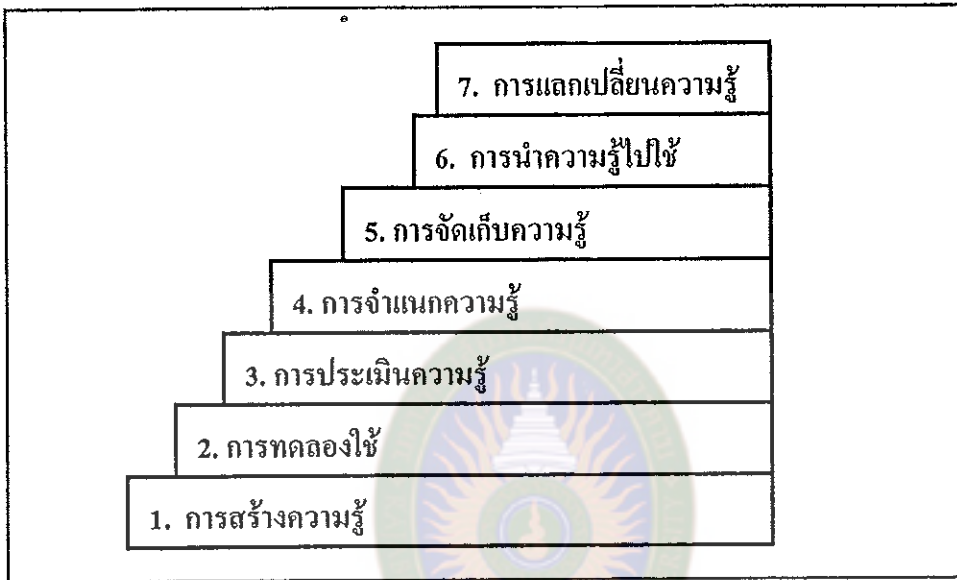 7. การแลกเปลี่ยนความรู้
6. การนำความรู้ไปใช้
5. การจัดเก็บความรู้
4. การจำแนกความรู้
3. การประเมินความรู้
2. การทดลองใช้
1. การสร้างความรู้